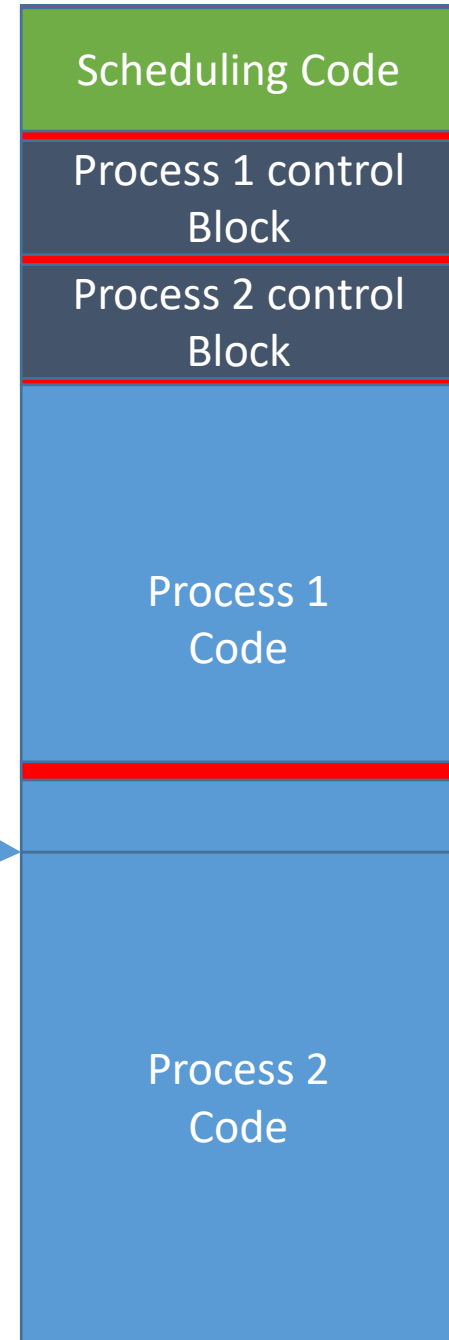 Scheduling Code
Process 1 control
Block
Process 2 control
Block
Process 1
Code
Process 2
Code